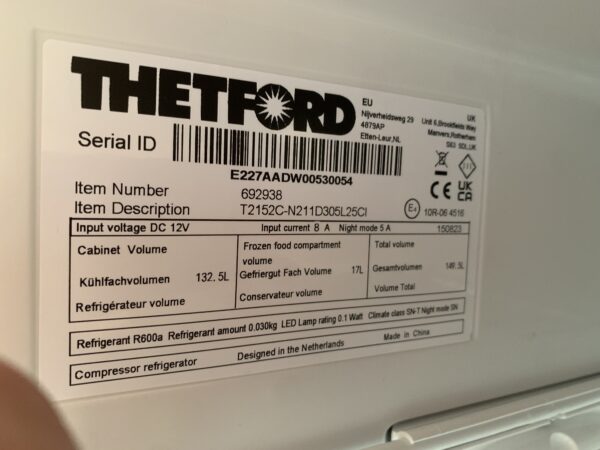 THETFORD
EU
Nijverheidsweg 29
4879AP
Etten-Leur,NL
UK
Unit 6,Brookfields Way
Manvers,Rotherham
S63 5DL,UK
Serial ID
E227AADW00530054
Item Number 692938
Item Description T2152C-N211D305L25CI
CE UK CA
E4 10R-06 4516
Input voltage DC 12V Input current 8 A Night mode 5 A 150823
Cabinet Volume
Kühlfachvolumen 132.5L
Refrigérateur volume
Frozen food compartment
volume
Gefriergut Fach Volume 17L
Conservateur volume
Total volume
Gesamtvolumen 149.5L
Volume Total
Refrigerant R600a Refrigerant amount 0.030kg LED Lamp rating 0.1 Watt Climate class SN-T Night mode SN
Compressor refrigerator Designed in the Netherlands Made in China